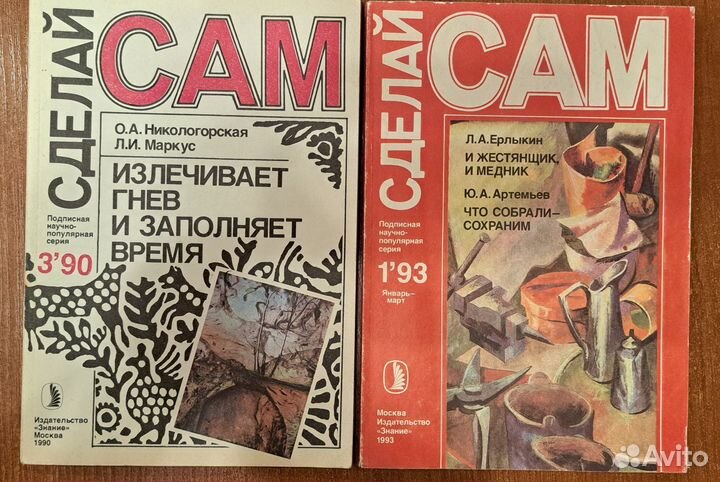 СДЕЛАЙ
САМ
О.А. Никологорская
Л.И. Маркус
ИЗЛЕЧИВАЕТ
ГНЕВ
И ЗАПОЛНЯЕТ
ВРЕМЯ
Подписная
научно-
популярная
серия
3'90
Издательство
«Знание»
Москва
1990
СДЕЛАЙ
САМ
Л.А.Ерлыкин
И ЖЕСТЯНЩИК,
И МЕДНИК
Ю.А.Артемьев
ЧТО СОБРАЛИ–
СОХРАНИМ
Подписная
научно-
популярная
серия
1'93
Январь–
март
Москва
Издательство
«Знание»
1993
Avito